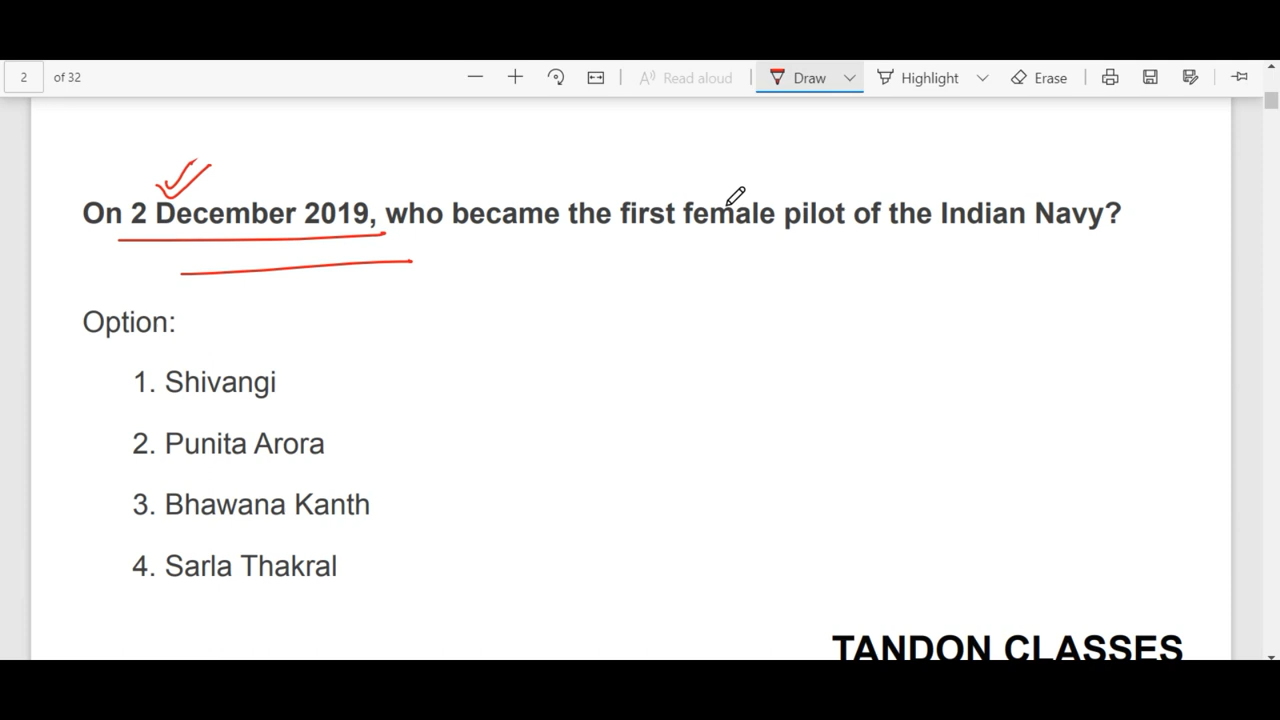 2 of 32 Read aloud Draw Highlight Erase
On 2 December 2019, who became the first female pilot of the Indian Navy?
Option:
1. Shivangi
2. Punita Arora
3. Bhawana Kanth
4. Sarla Thakral
TANDON CLASSES